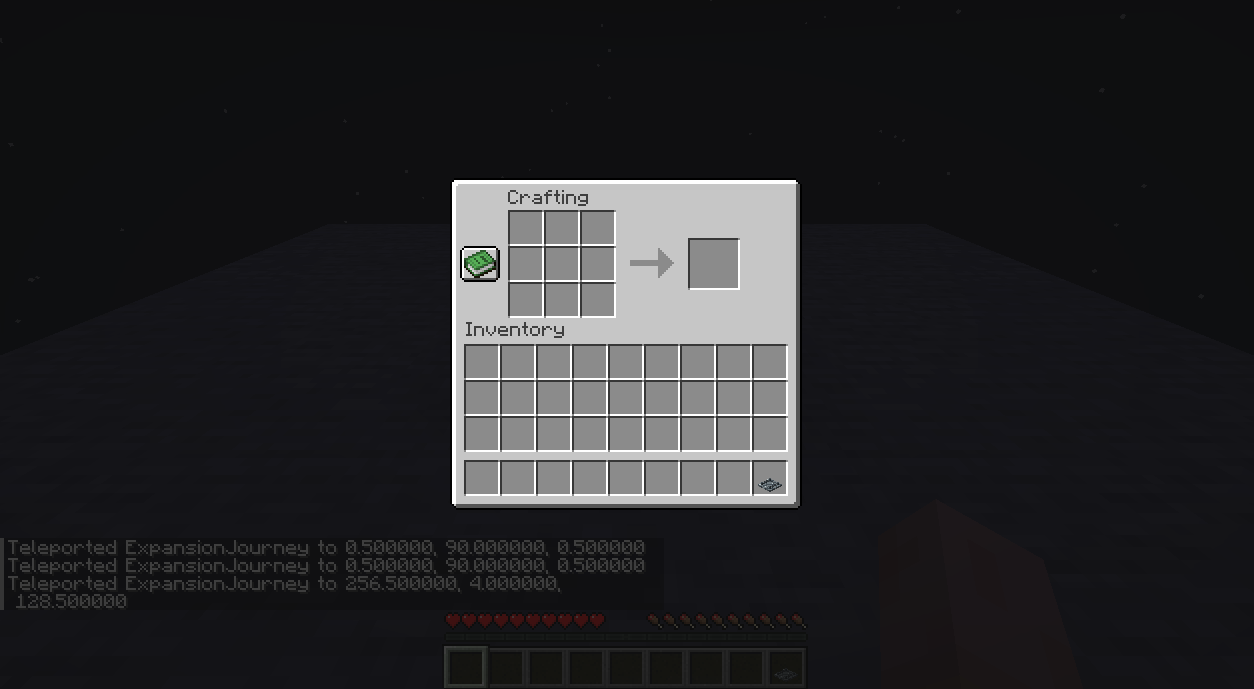 Crafting
Inventory
Teleported ExpansionJourney to 0.500000, 90.000000, 0.500000
Teleported ExpansionJourney to 0.500000, 90.000000, 0.500000
Teleported ExpansionJourney to 256.500000, 4.000000,
128.500000